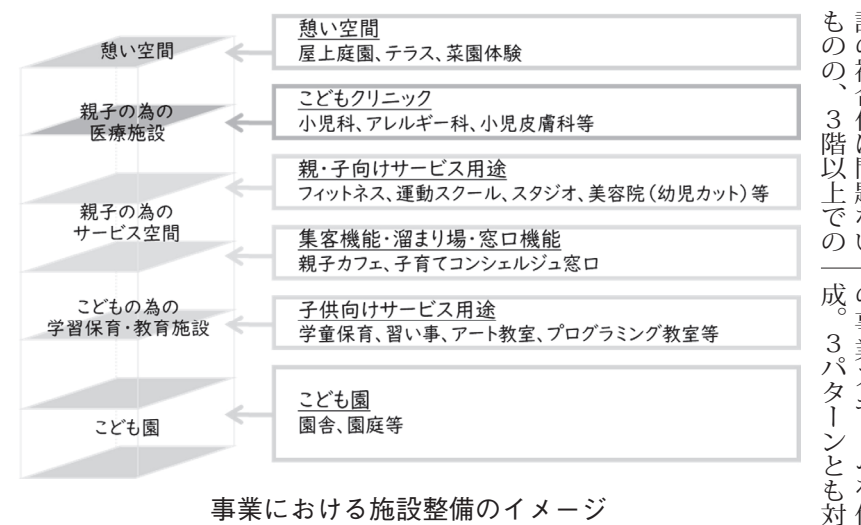 憩い空間
憩い空間
屋上庭園、テラス、菜園体験
親子の為の
医療施設
こどもクリニック
小児科、アレルギー科、小児皮膚科等
親子の為の
サービス空間
親・子向けサービス用途
フィットネス、運動スクール、スタジオ、美容院(幼児カット)等
集客機能・溜まり場・窓口機能
親子カフェ、子育てコンシェルジュ窓口
こどもの為の
学習保育・教育施設
子供向けサービス用途
学童保育、習い事、アート教室、プログラミング教室等
こども園
こども園
園舎、園庭等
事業における施設整備のイメージ
ものの、3階以上での
成。3パターンとも対